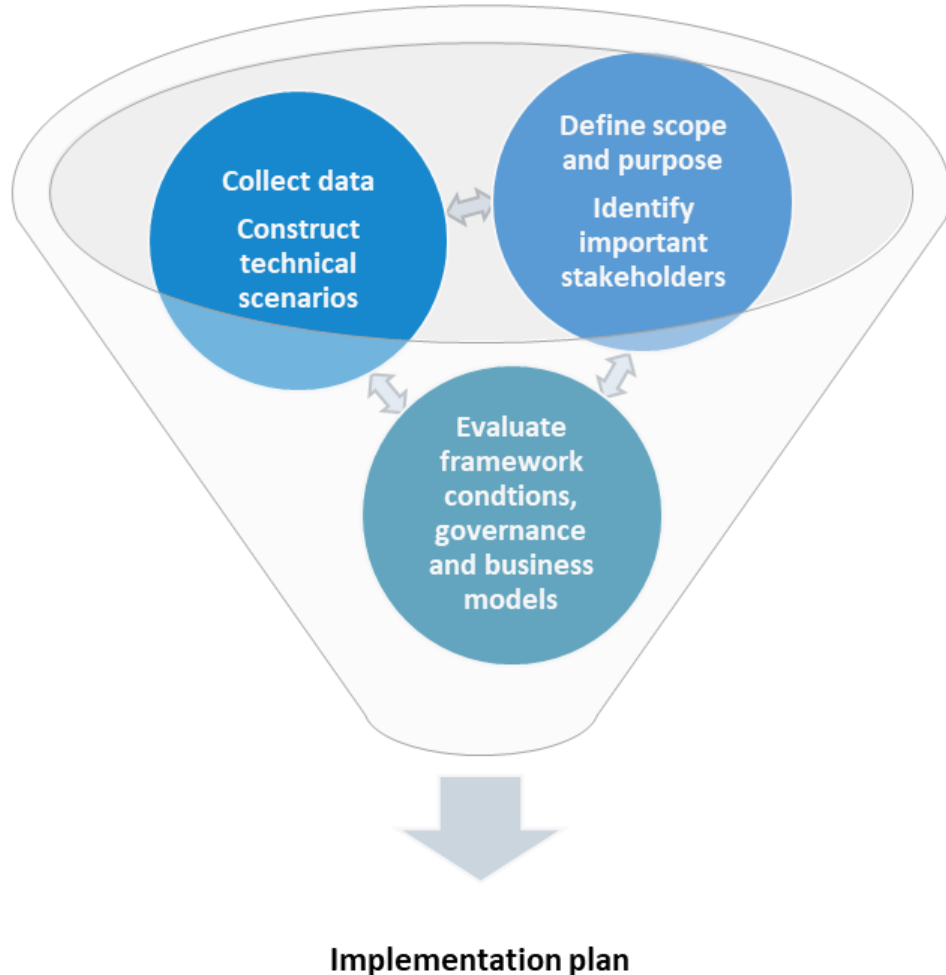 Collect data
Construct
technical
scenarios
Define scope
and purpose
Identify
important
stakeholders
Evaluate
framework
condtions,
governance
and business
models
Implementation plan